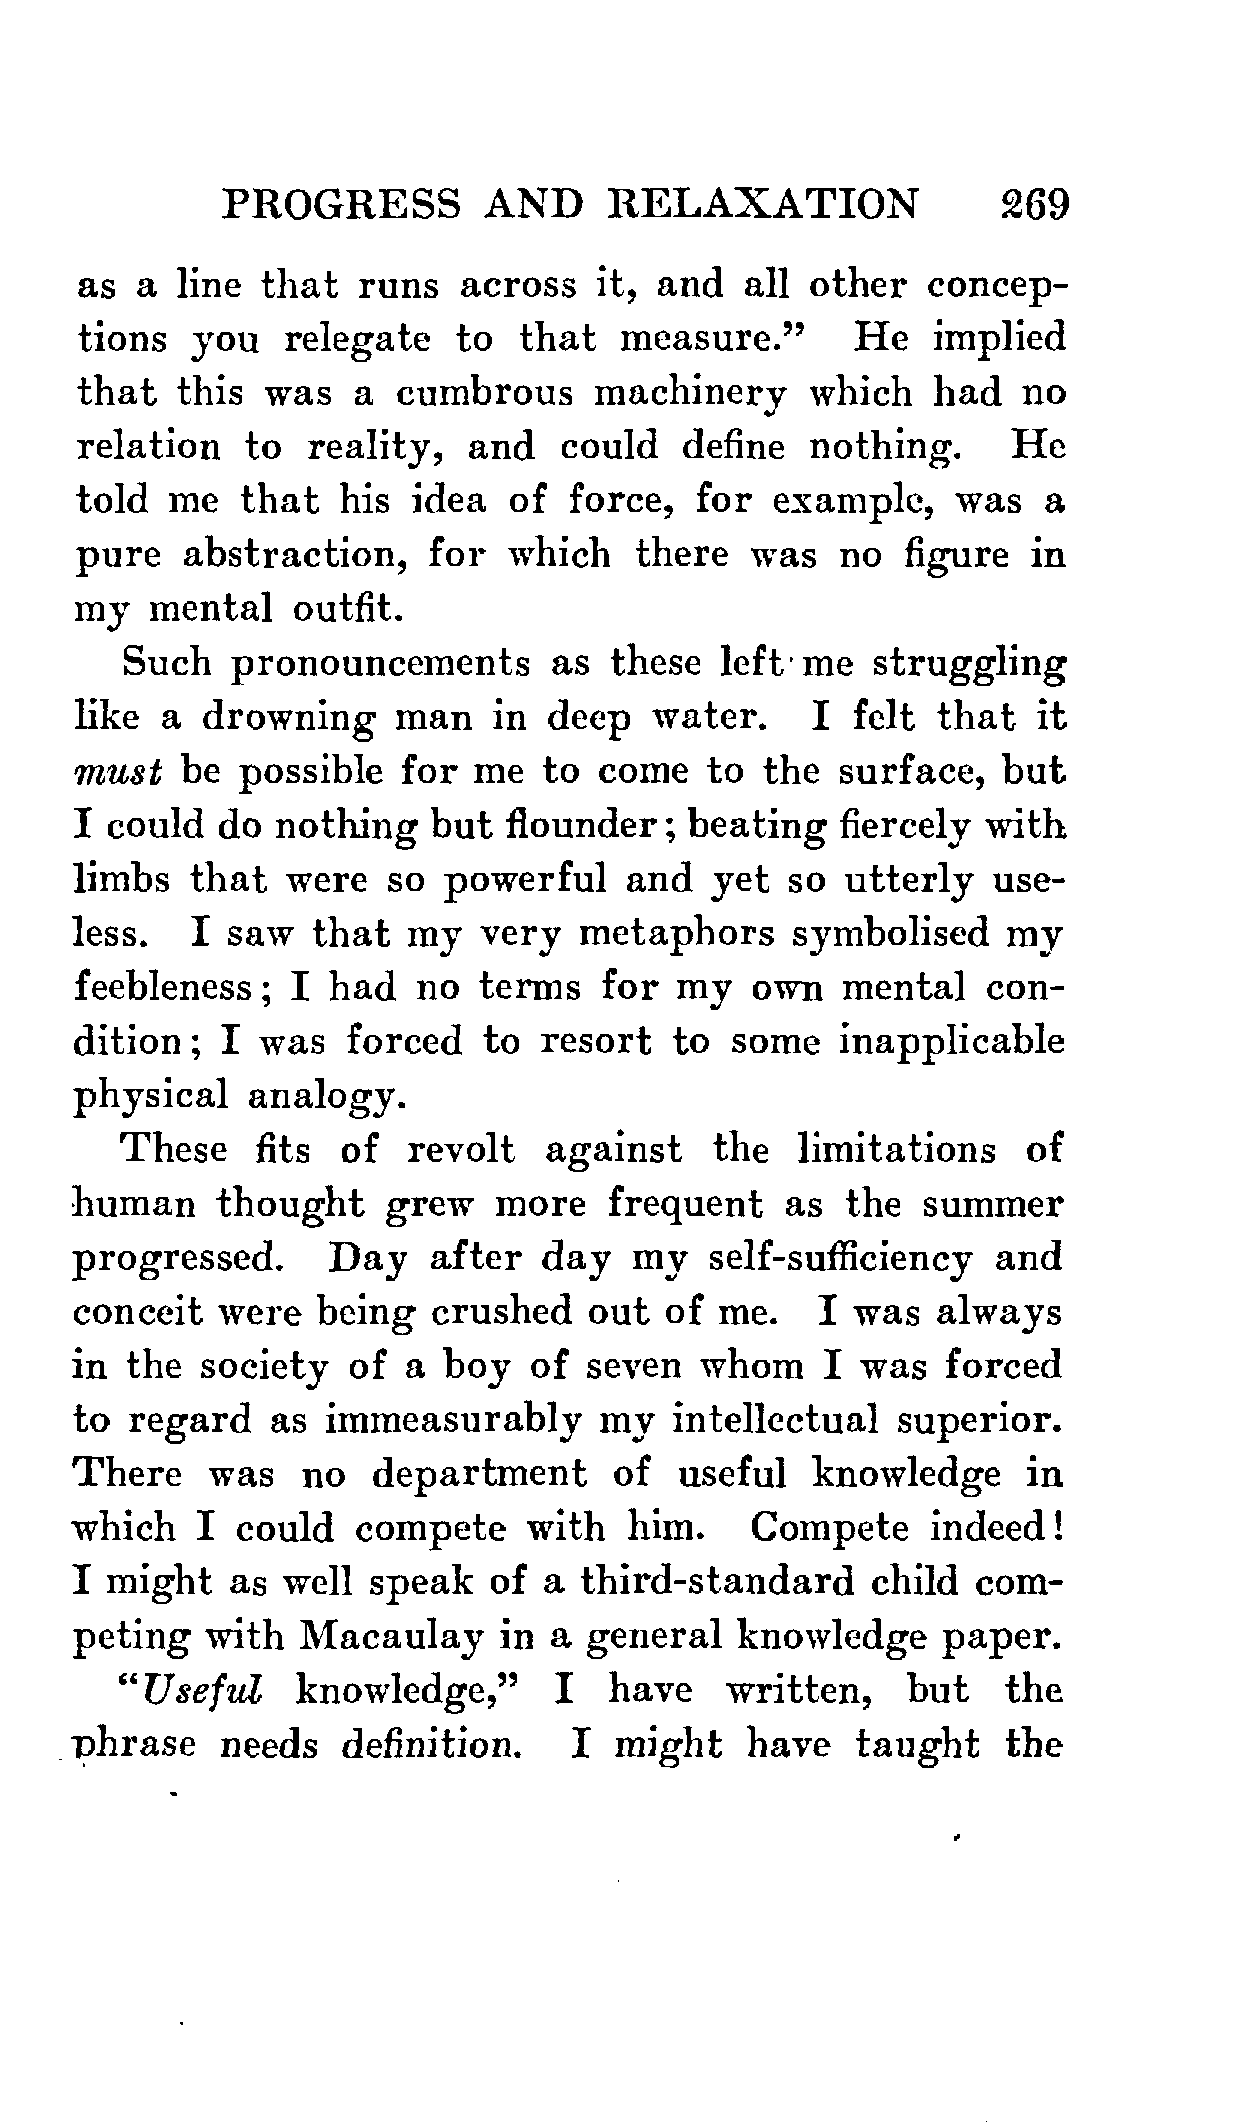 PROGRESS AND RELAXATION 269
as a line that runs across it, and all other concep-
tions you relegate to that measure.” He implied
that this was a cumbrous machinery which had no
relation to reality, and could define nothing. He
told me that his idea of force, for example, was a
pure abstraction, for which there was no figure in
my mental outfit.
Such pronouncements as these left me struggling
like a drowning man in deep water. I felt that it
must be possible for me to come to the surface, but
I could do nothing but flounder; beating fiercely with
limbs that were so powerful and yet so utterly use-
less. I saw that my very metaphors symbolised my
feebleness; I had no terms for my own mental con-
dition; I was forced to resort to some inapplicable
physical analogy.
These fits of revolt against the limitations of
human thought grew more frequent as the summer
progressed. Day after day my self-sufficiency and
conceit were being crushed out of me. I was always
in the society of a boy of seven whom I was forced
to regard as immeasurably my intellectual superior.
There was no department of useful knowledge in
which I could compete with him. Compete indeed!
I might as well speak of a third-standard child com-
peting with Macaulay in a general knowledge paper.
“Useful knowledge,” I have written, but the
phrase needs definition. I might have taught the